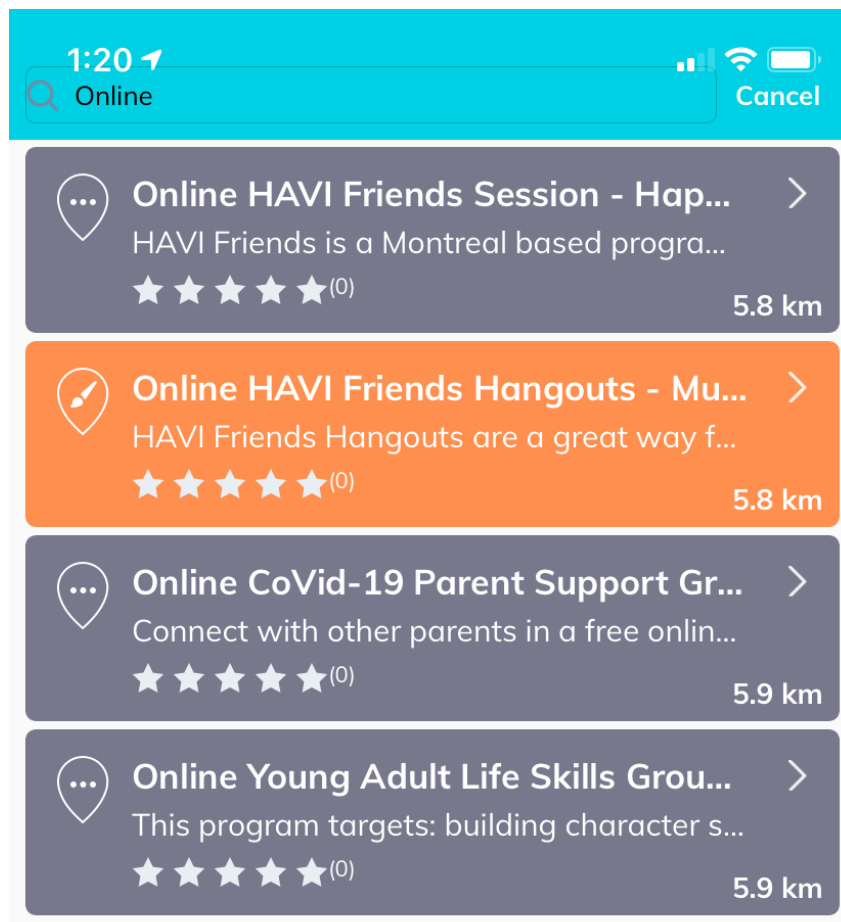 1:20
Online
Cancel
Online HAVI Friends Session - Hap...
HAVI Friends is a Montreal based progra...
(0)
5.8 km
Online HAVI Friends Hangouts - Mu...
HAVI Friends Hangouts are a great way f...
(0)
5.8 km
Online CoVid-19 Parent Support Gr...
Connect with other parents in a free onlin...
(0)
5.9 km
Online Young Adult Life Skills Grou...
This program targets: building character s...
(0)
5.9 km